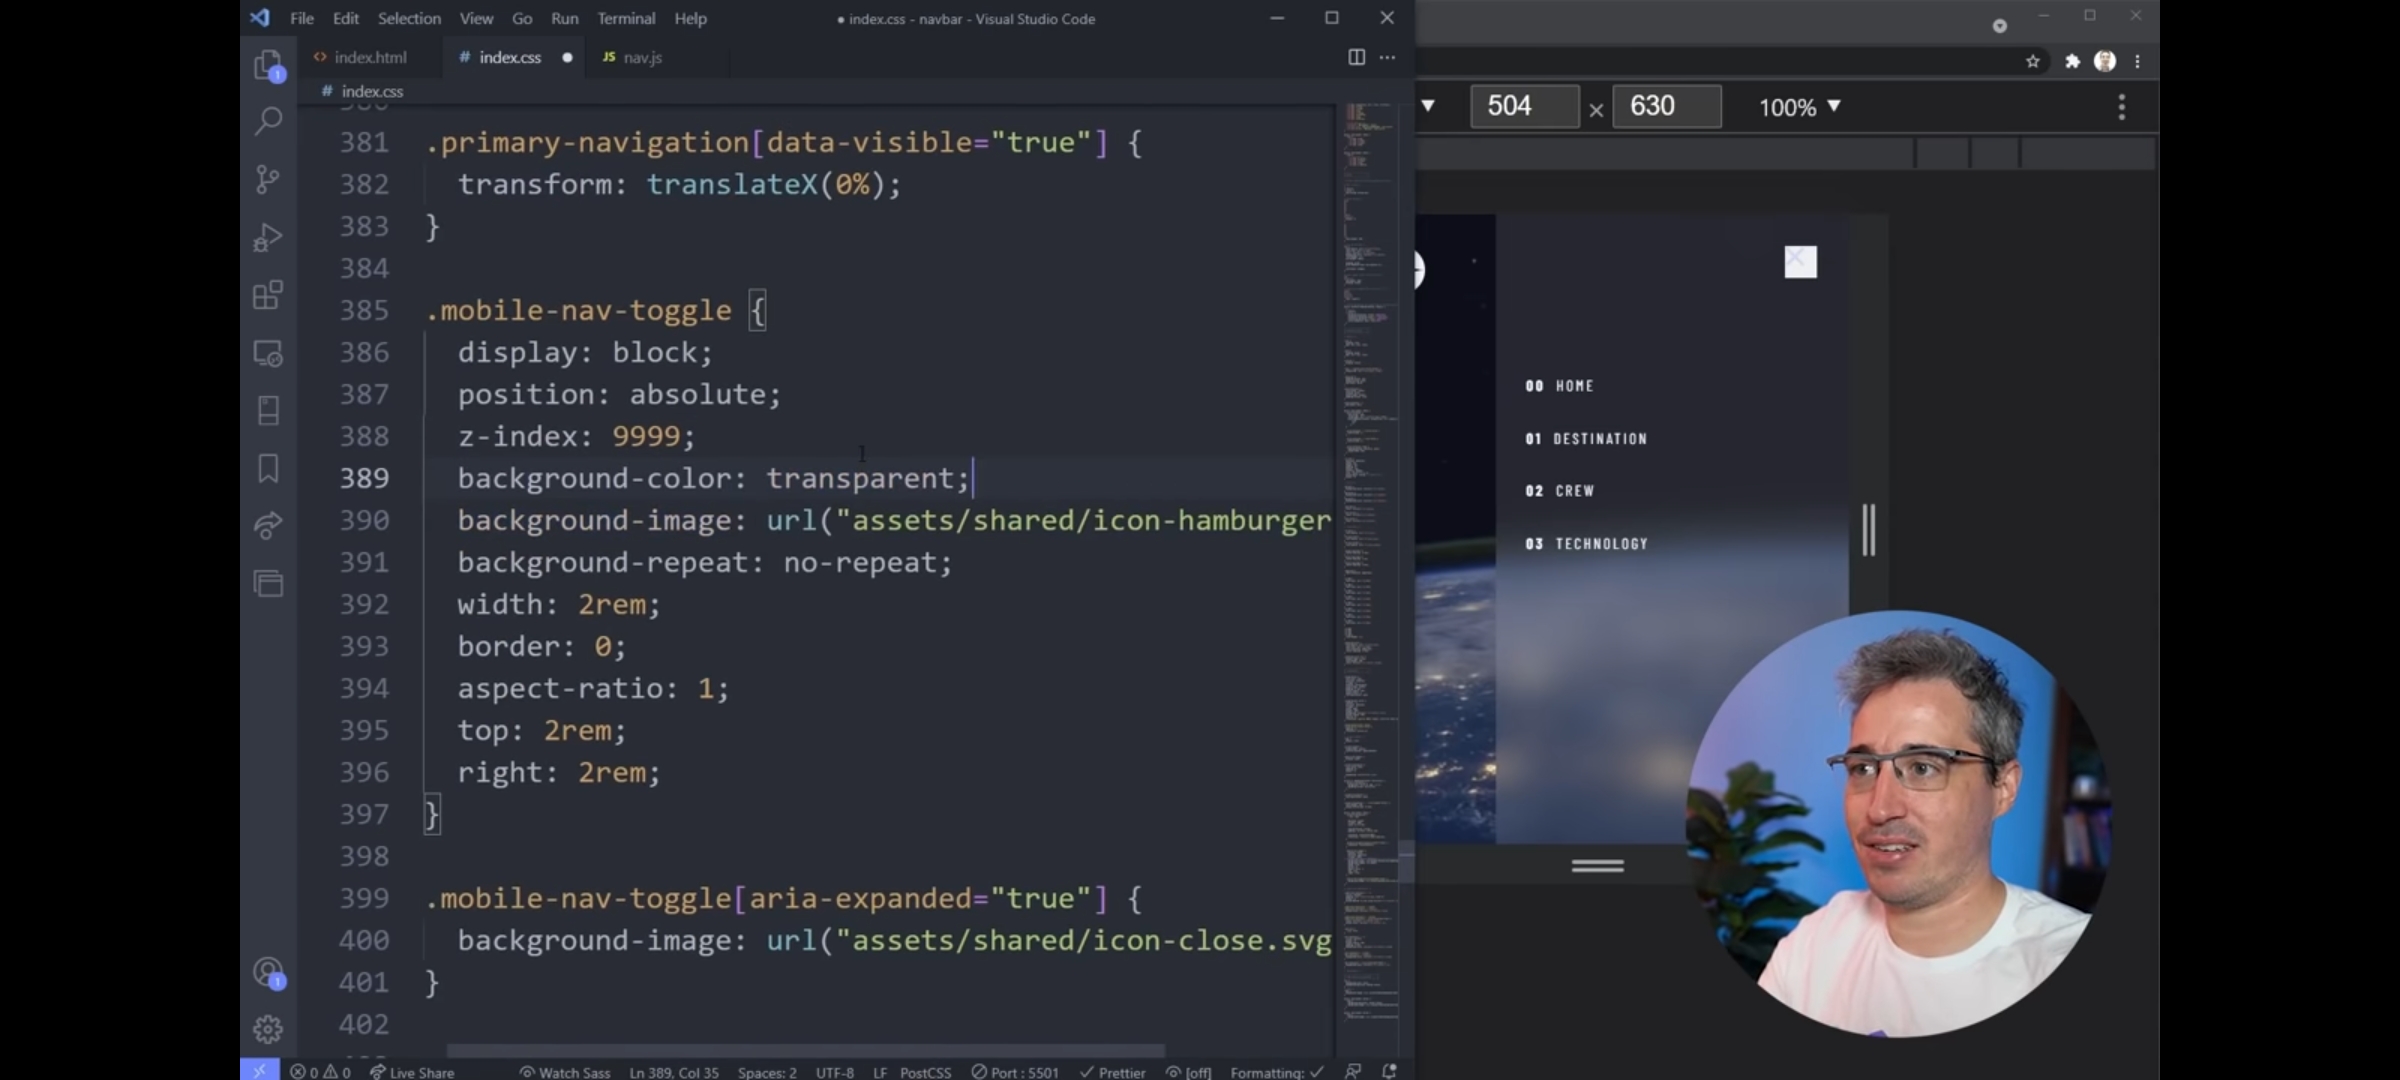 File Edit Selection View Go Run Terminal Help
● index.css - navbar - Visual Studio Code
index.html
# index.css ●
JS nav.js
# index.css
504 × 630 100%
381 .primary-navigation[data-visible="true"] {
382 transform: translateX(0%);
383 }
384
385 .mobile-nav-toggle {
386 display: block;
387 position: absolute;
388 z-index: 9999;
389 background-color: transparent;
390 background-image: url("assets/shared/icon-hamburger
391 background-repeat: no-repeat;
392 width: 2rem;
393 border: 0;
394 aspect-ratio: 1;
395 top: 2rem;
396 right: 2rem;
397 }
398
399 .mobile-nav-toggle[aria-expanded="true"] {
400 background-image: url("assets/shared/icon-close.svg
401 }
402
00 HOME
01 DESTINATION
02 CREW
03 TECHNOLOGY
1
1
0 0 Live Share Watch Sass Ln 389, Col 35 Spaces: 2 UTF-8 LF PostCSS Port : 5501 Prettier [off] Formatting: ✓